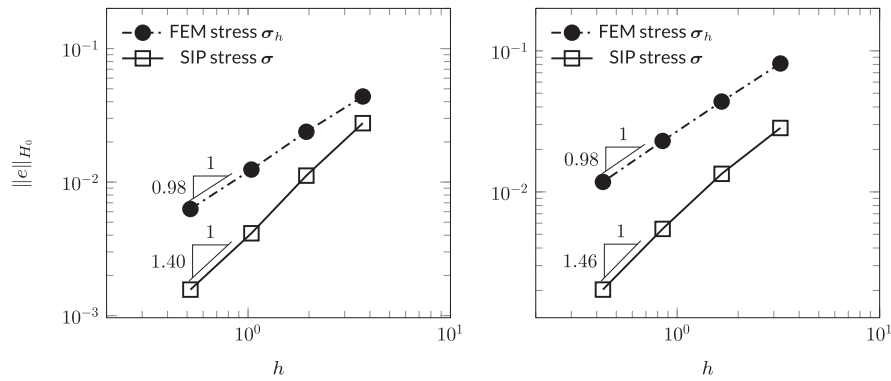 FEM stress σ_h
SIP stress σ
10^{-1}
10^{-2}
10^{-3}
‖e‖_{H_0}
1
0.98
1
1.40
10^0
10^1
h
FEM stress σ_h
SIP stress σ
10^{-1}
10^{-2}
1
0.98
1
1.46
10^0
10^1
h